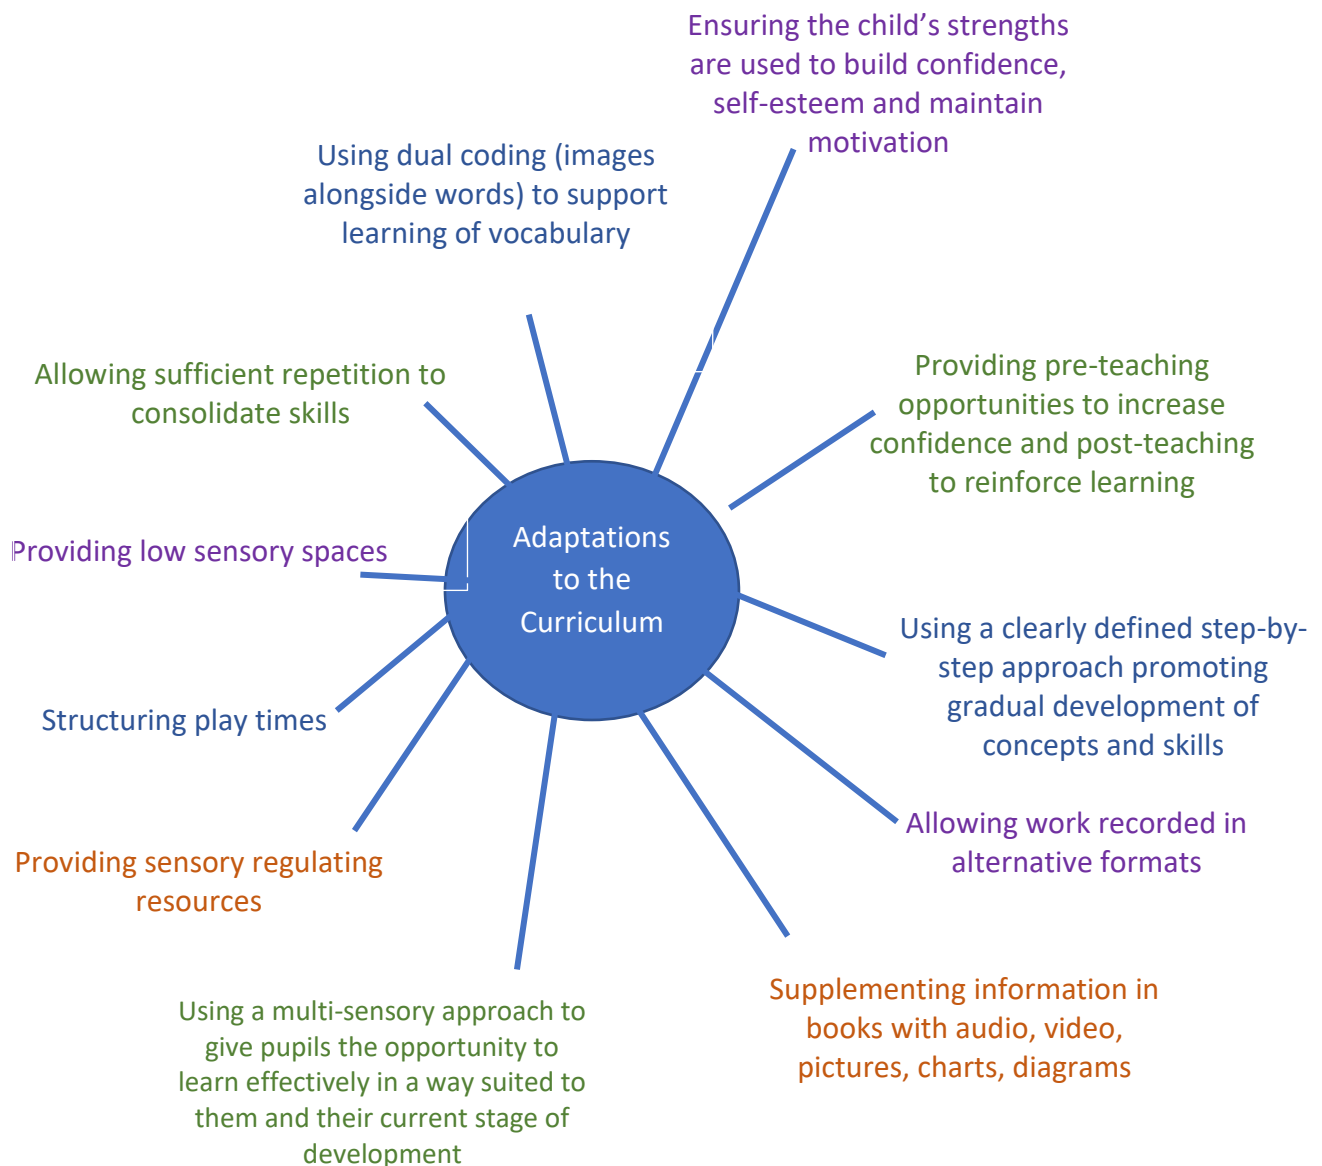 Ensuring the child’s strengths
are used to build confidence,
self-esteem and maintain
motivation
Using dual coding (images
alongside words) to support
learning of vocabulary
Allowing sufficient repetition to
consolidate skills
Providing pre-teaching
opportunities to increase
confidence and post-teaching
to reinforce learning
Providing low sensory spaces
Adaptations
to the
Curriculum
Using a clearly defined step-by-
step approach promoting
gradual development of
concepts and skills
Structuring play times
Allowing work recorded in
alternative formats
Providing sensory regulating
resources
Supplementing information in
books with audio, video,
pictures, charts, diagrams
Using a multi-sensory approach to
give pupils the opportunity to
learn effectively in a way suited to
them and their current stage of
development